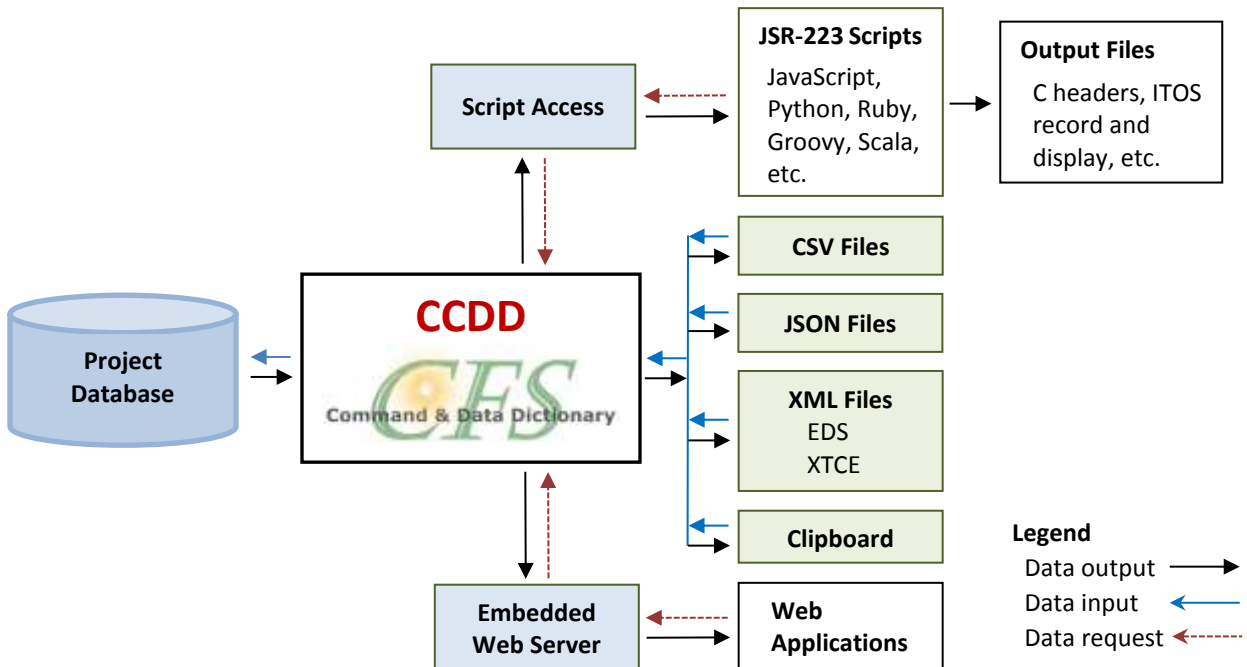 JSR-223 Scripts
JavaScript,
Python, Ruby,
Groovy, Scala,
etc.
Output Files
C headers, ITOS
record and
display, etc.
Script Access
CSV Files
JSON Files
XML Files
EDS
XTCE
Clipboard
Project
Database
CCDD
CFS
Command & Data Dictionary
Embedded
Web Server
Web
Applications
Legend
Data output
Data input
Data request